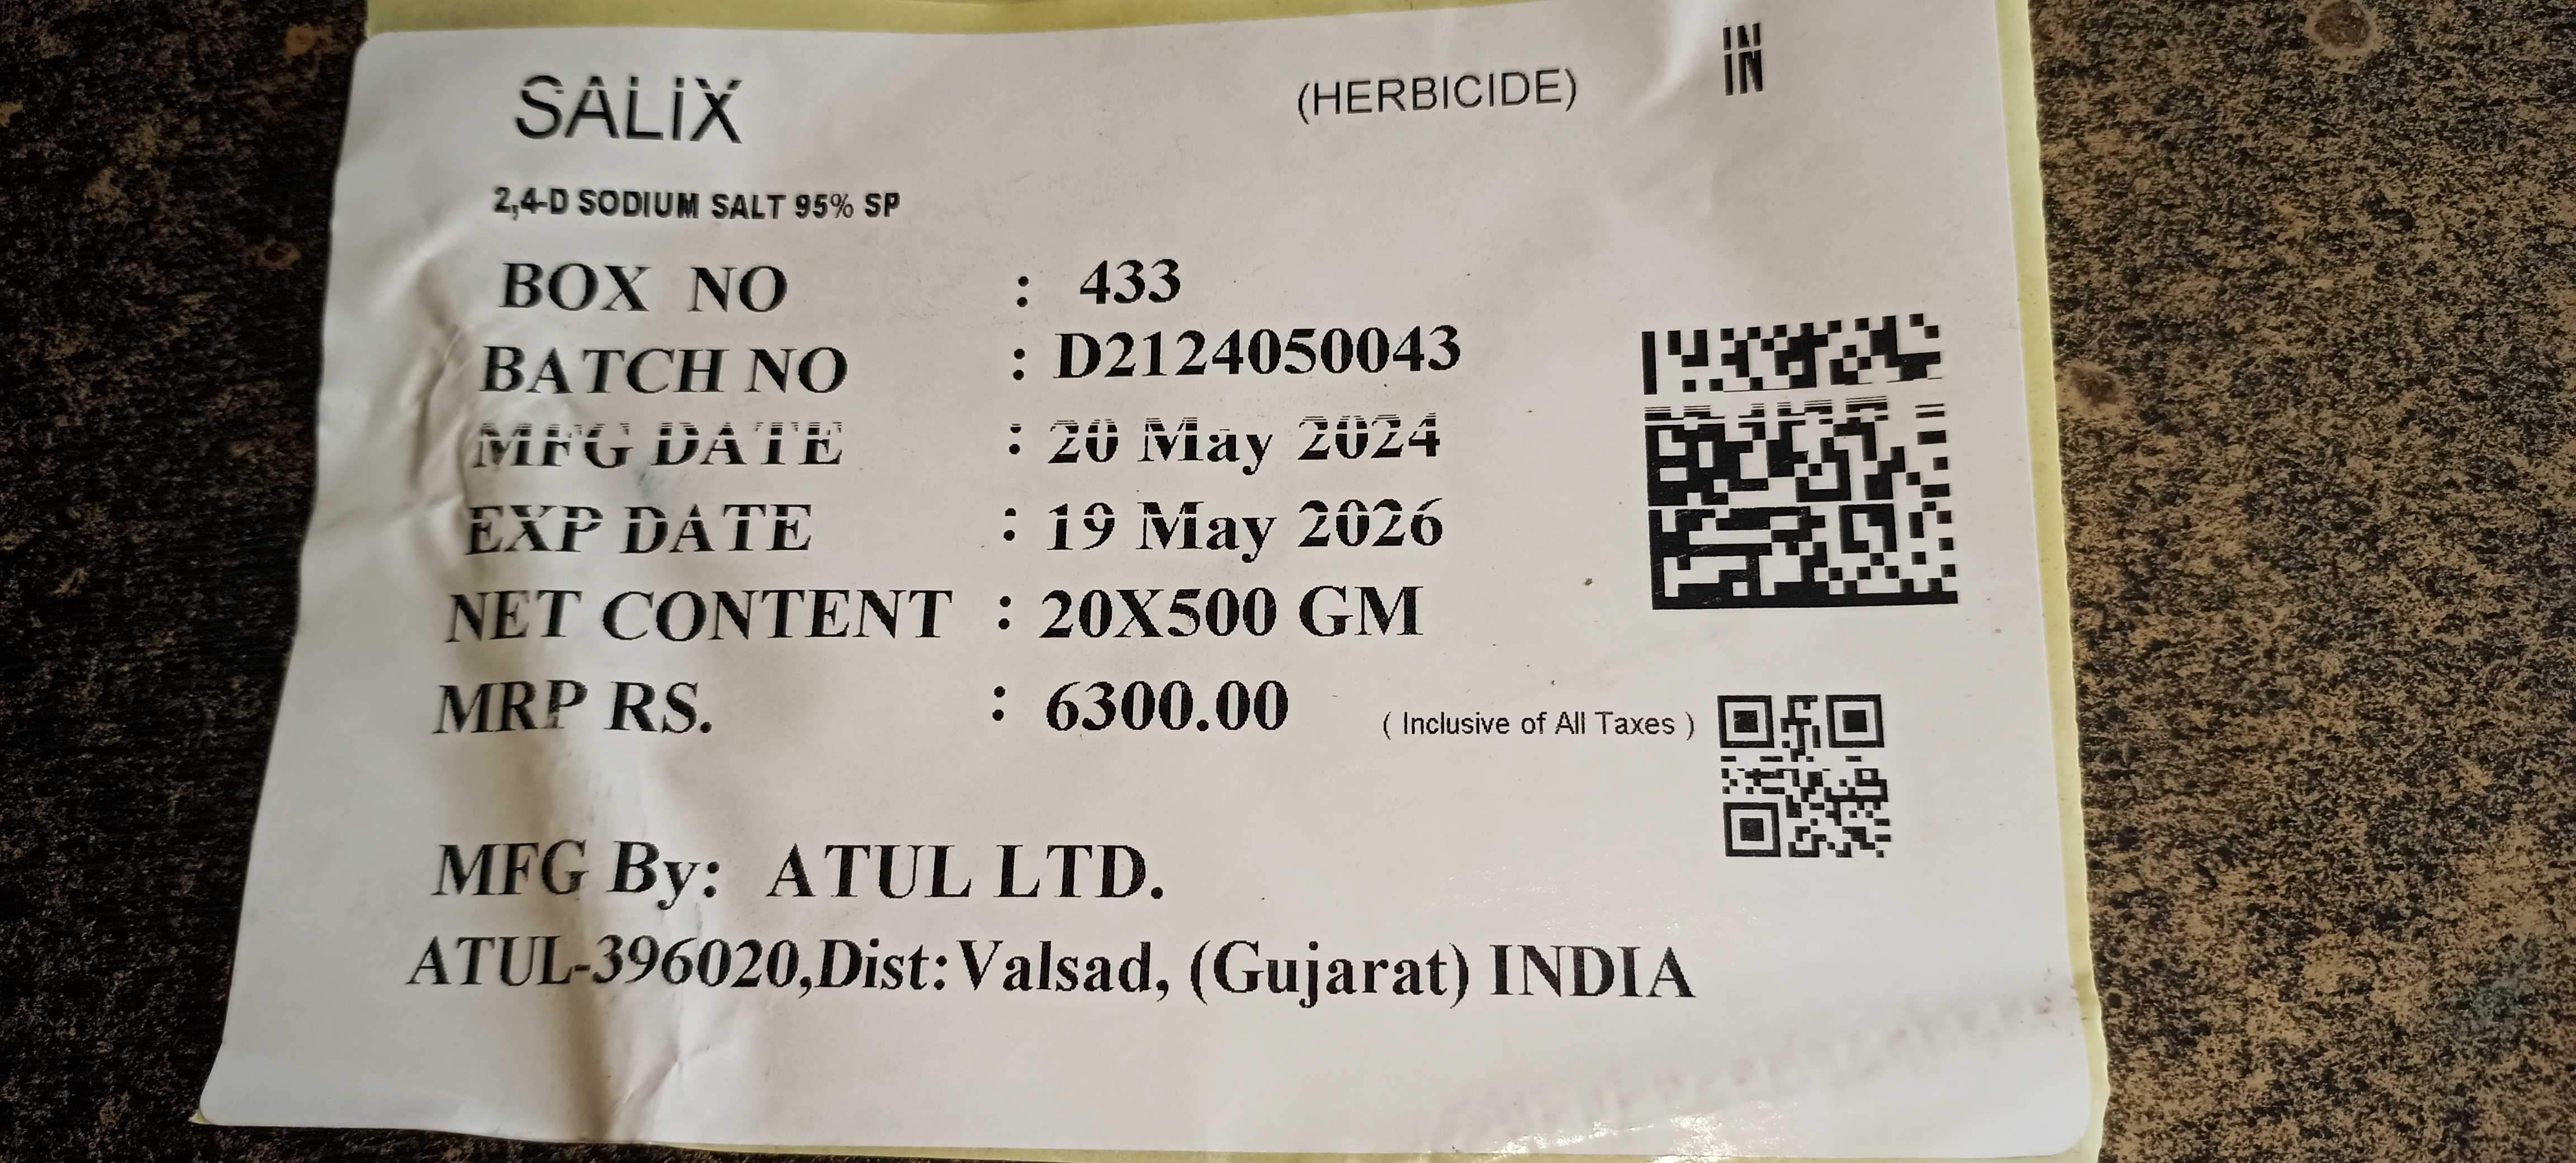 SALIX (HERBICIDE) IN
2,4-D SODIUM SALT 95% SP
BOX NO : 433
BATCH NO : D2124050043
MFG DATE : 20 May 2024
EXP DATE : 19 May 2026
NET CONTENT : 20X500 GM
MRP RS. : 6300.00 ( Inclusive of All Taxes )
MFG By: ATUL LTD.
ATUL-396020,Dist:Valsad, (Gujarat) INDIA